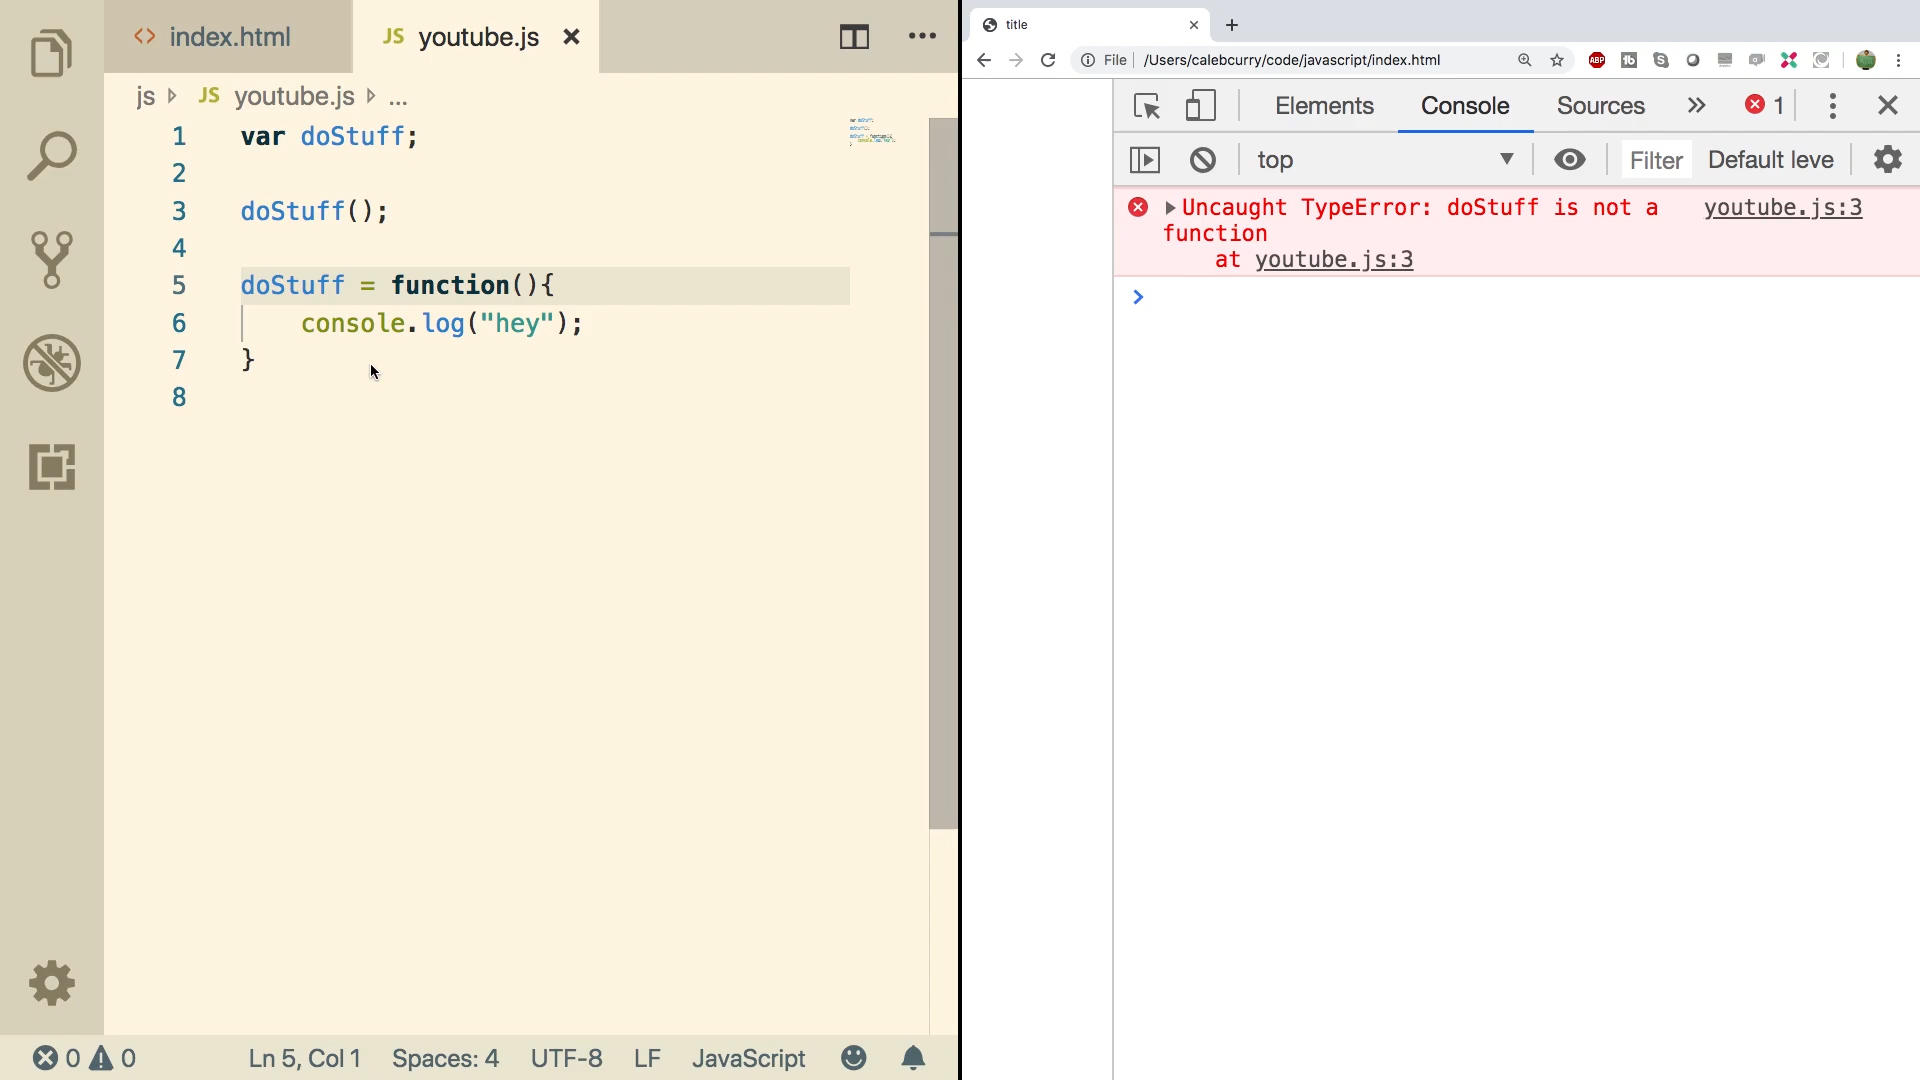 index.html
JS youtube.js
js JS youtube.js ...
1 var doStuff;
2
3 doStuff();
4
5 doStuff = function(){
6 console.log("hey");
7 }
8
0 0 Ln 5, Col 1 Spaces: 4 UTF-8 LF JavaScript
title
File /Users/calebcurry/code/javascript/index.html ABP
Elements Console Sources 1
top Filter Default leve
Uncaught TypeError: doStuff is not a youtube.js:3
function
at youtube.js:3